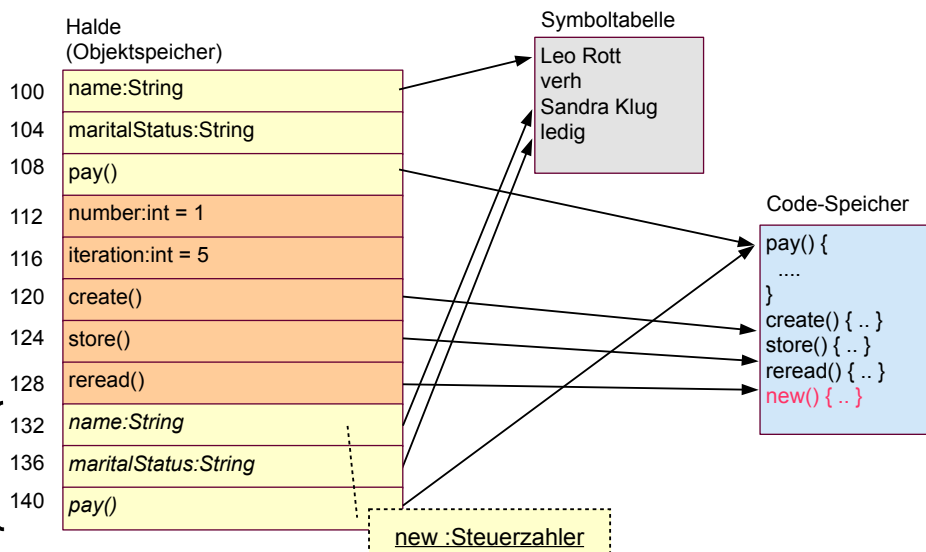 Halde
(Objektspeicher)
100 name:String
104 maritalStatus:String
108 pay()
112 number:int = 1
116 iteration:int = 5
120 create()
124 store()
128 reread()
132 name:String
136 maritalStatus:String
140 pay()
new :Steuerzahler
Symboltabelle
Leo Rott
verh
Sandra Klug
ledig
Code-Speicher
pay() {
....
}
create() { .. }
store() { .. }
reread() { .. }
new() { .. }